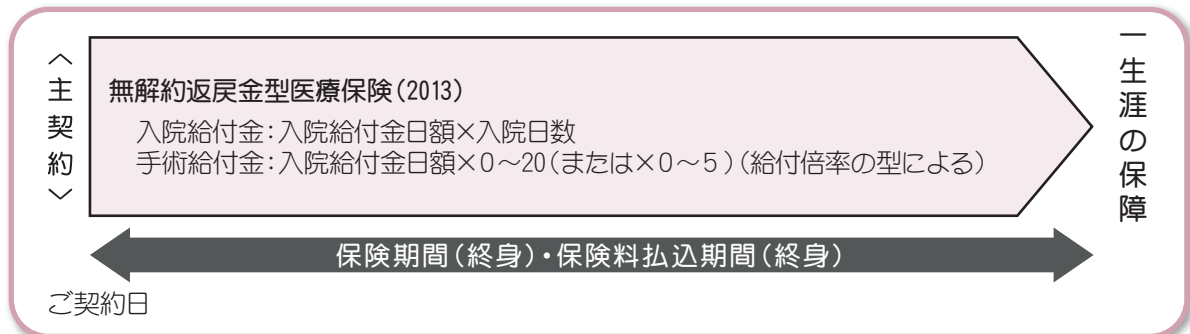 〈主契約〉
無解約返戻金型医療保険(2013)
入院給付金:入院給付金日額×入院日数
手術給付金:入院給付金日額×0～20(または×0～5)(給付倍率の型による)
一生涯の保障
保険期間(終身)・保険料払込期間(終身)
ご契約日